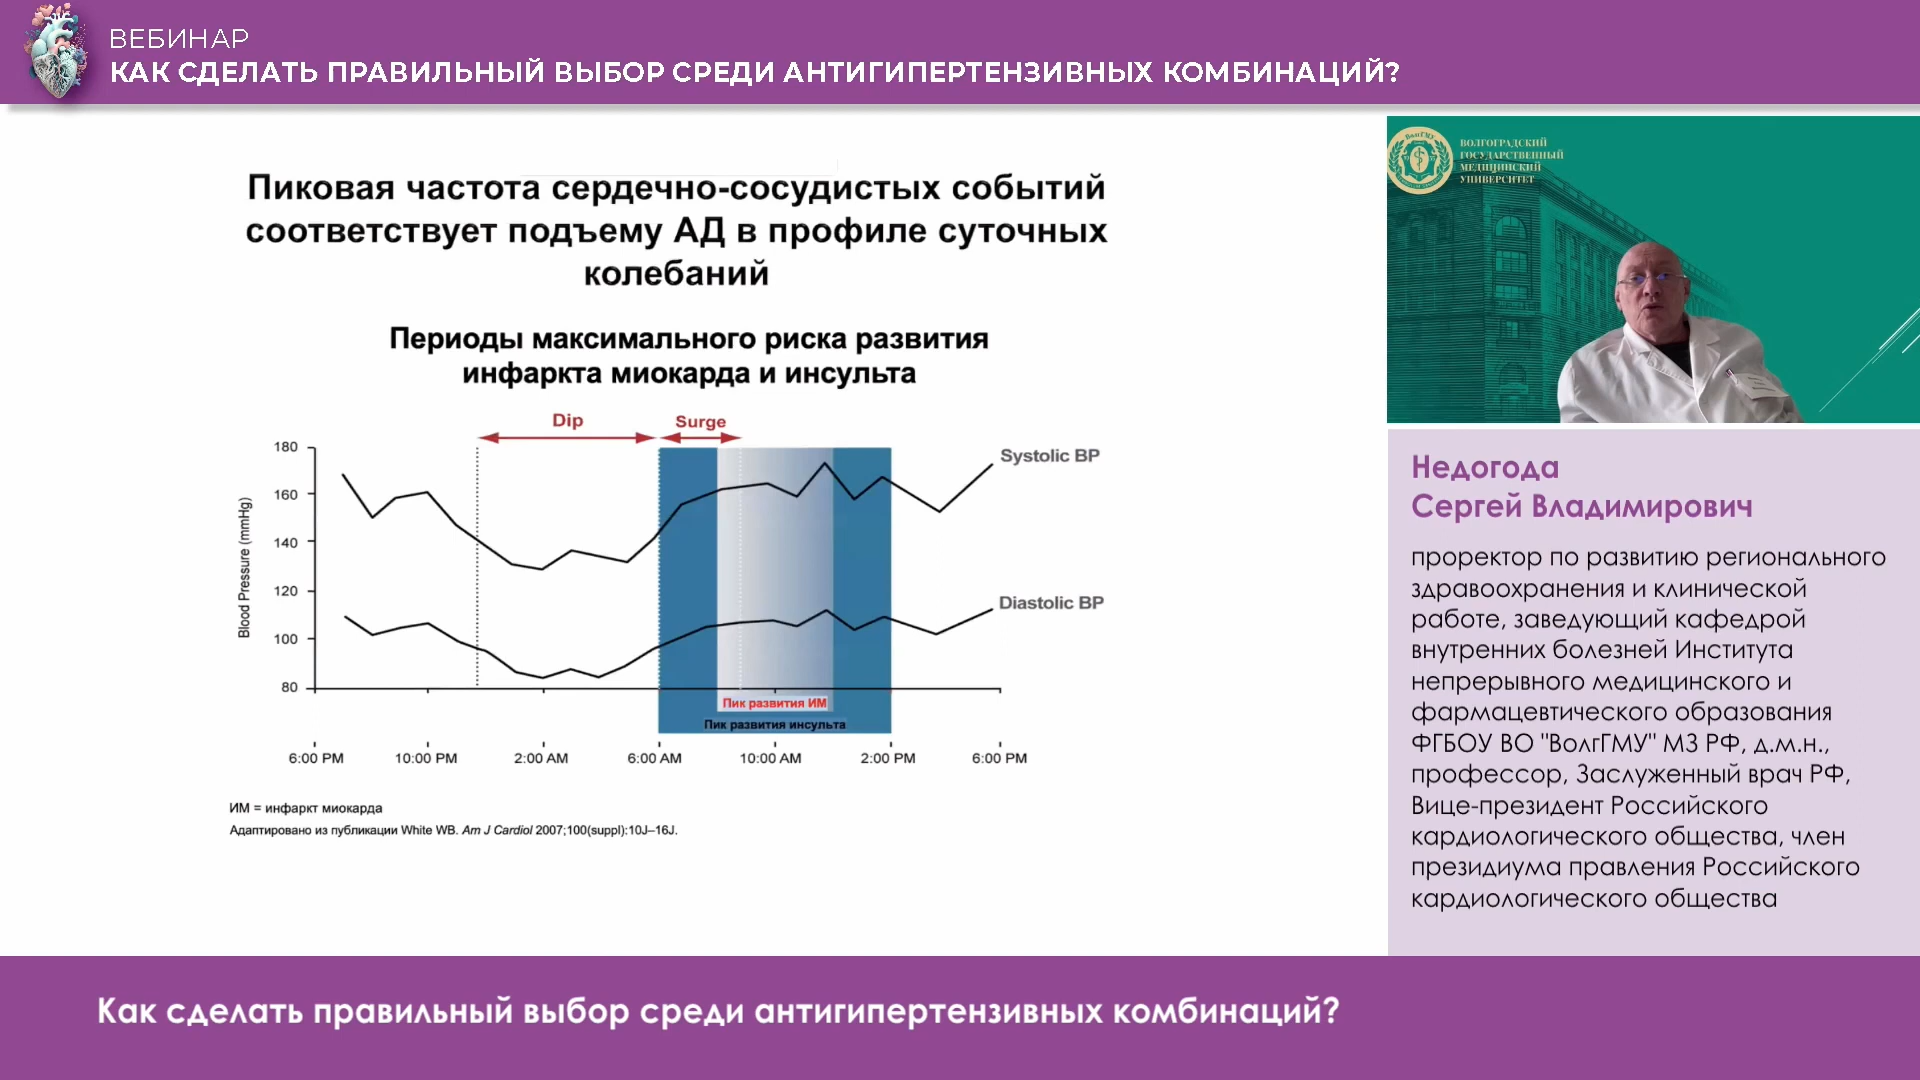 ВЕБИНАР
КАК СДЕЛАТЬ ПРАВИЛЬНЫЙ ВЫБОР СРЕДИ АНТИГИПЕРТЕНЗИВНЫХ КОМБИНАЦИЙ?
Пиковая частота сердечно-сосудистых событий
соответствует подъему АД в профиле суточных
колебаний
Периоды максимального риска развития
инфаркта миокарда и инсульта
Dip
Surge
180
160
140
120
100
80
Blood Pressure (mmHg)
Systolic BP
Diastolic BP
Пик развития ИМ
Пик развития инсульта
6:00 PM 10:00 PM 2:00 AM 6:00 AM 10:00 AM 2:00 PM 6:00 PM
ИМ = инфаркт миокарда
Адаптировано из публикации White WB. Am J Cardiol 2007;100(suppl):10J–16J.
ВолгГМУ
ВОЛГОГРАДСКИЙ
ГОСУДАРСТВЕННЫЙ
МЕДИЦИНСКИЙ
УНИВЕРСИТЕТ
Недогода
Сергей Владимирович
проректор по развитию регионального
здравоохранения и клинической
работе, заведующий кафедрой
внутренних болезней Института
непрерывного медицинского и
фармацевтического образования
ФГБОУ ВО "ВолгГМУ" МЗ РФ, д.м.н.,
профессор, Заслуженный врач РФ,
Вице-президент Российского
кардиологического общества, член
президиума правления Российского
кардиологического общества
Как сделать правильный выбор среди антигипертензивных комбинаций?